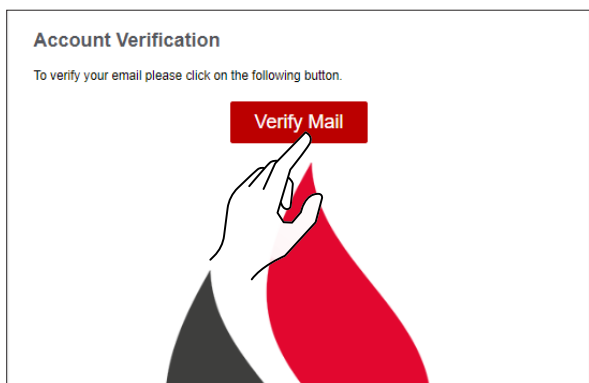 Account Verification
To verify your email please click on the following button.
Verify Mail